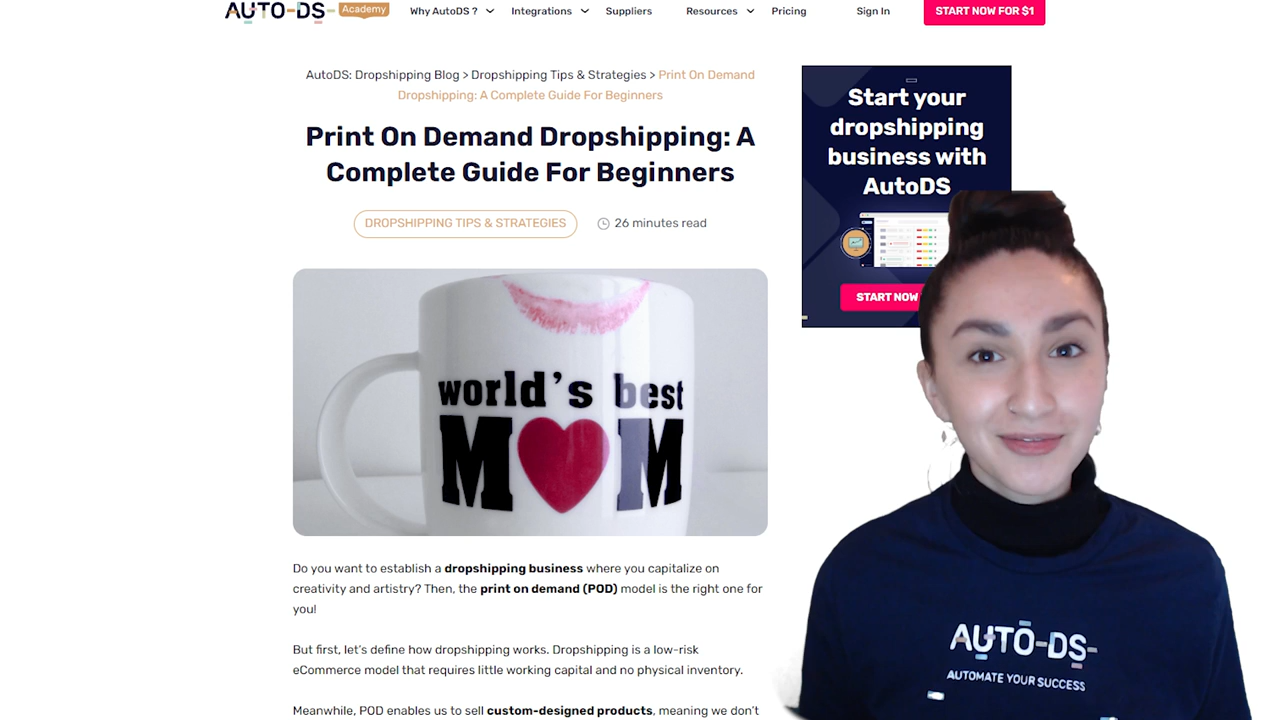 AUTO-DS- Academy
Why AutoDS ? Integrations Suppliers Resources Pricing Sign In START NOW FOR $1
AutoDS: Dropshipping Blog > Dropshipping Tips & Strategies > Print On Demand
Dropshipping: A Complete Guide For Beginners
Print On Demand Dropshipping: A
Complete Guide For Beginners
DROPSHIPPING TIPS & STRATEGIES 26 minutes read
world's best
M M
Do you want to establish a dropshipping business where you capitalize on
creativity and artistry? Then, the print on demand (POD) model is the right one for
you!
But first, let's define how dropshipping works. Dropshipping is a low-risk
eCommerce model that requires little working capital and no physical inventory.
Meanwhile, POD enables us to sell custom-designed products, meaning we don't
Start your
dropshipping
business with
AutoDS
START NOW
AUTO-DS-
AUTOMATE YOUR SUCCESS